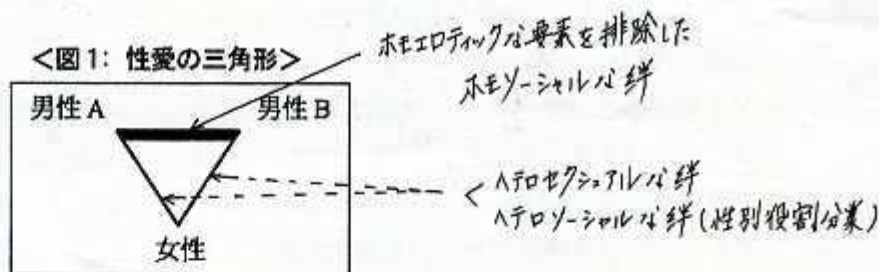 <図1: 性愛の三角形>
ホモエロティックな要素を排除した
ホモソーシャルな絆
男性A 男性B
女性
ヘテロセクシュアルな絆
ヘテロソーシャルな絆(性別役割分業)